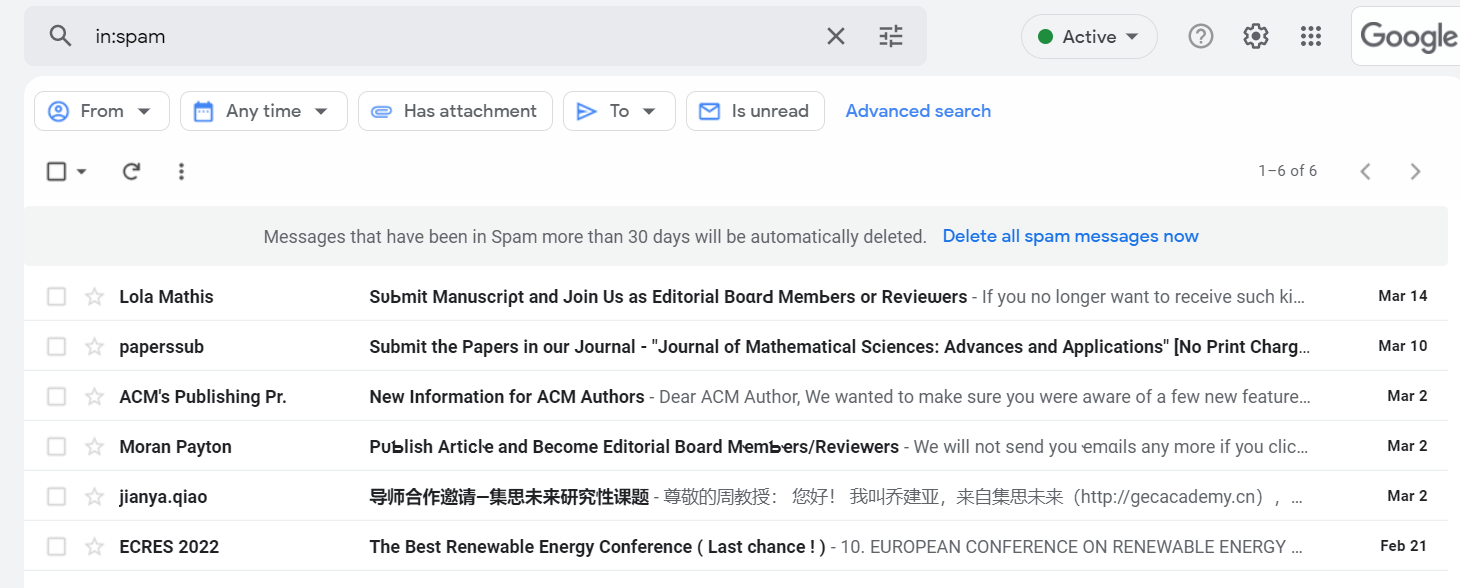 in:spam
Active
Google
From
Any time
Has attachment
To
Is unread
Advanced search
1–6 of 6
Messages that have been in Spam more than 30 days will be automatically deleted. Delete all spam messages now
Lola Mathis Sυƅmit Manuscriρt and Join Us as Editorial Boɑrԁ Memƅers or Revieɯers - If you no longer want to receive such ki... Mar 14
paperssub Submit the Papers in our Journal - "Journal of Mathematical Sciences: Advances and Applications" [No Print Charg... Mar 10
ACM's Publishing Pr. New Information for ACM Authors - Dear ACM Author, We wanted to make sure you were aware of a few new feature... Mar 2
Moran Payton Puƅlish Article and Become Editorial Board Memƅers/Reviewers - We will not send you emɑils any more if you clic... Mar 2
jianya.qiao 导师合作邀请—集思未来研究性课题 - 尊敬的周教授： 您好！ 我叫乔建亚，来自集思未来（http://gecacademy.cn），... Mar 2
ECRES 2022 The Best Renewable Energy Conference ( Last chance ! ) - 10. EUROPEAN CONFERENCE ON RENEWABLE ENERGY ... Feb 21